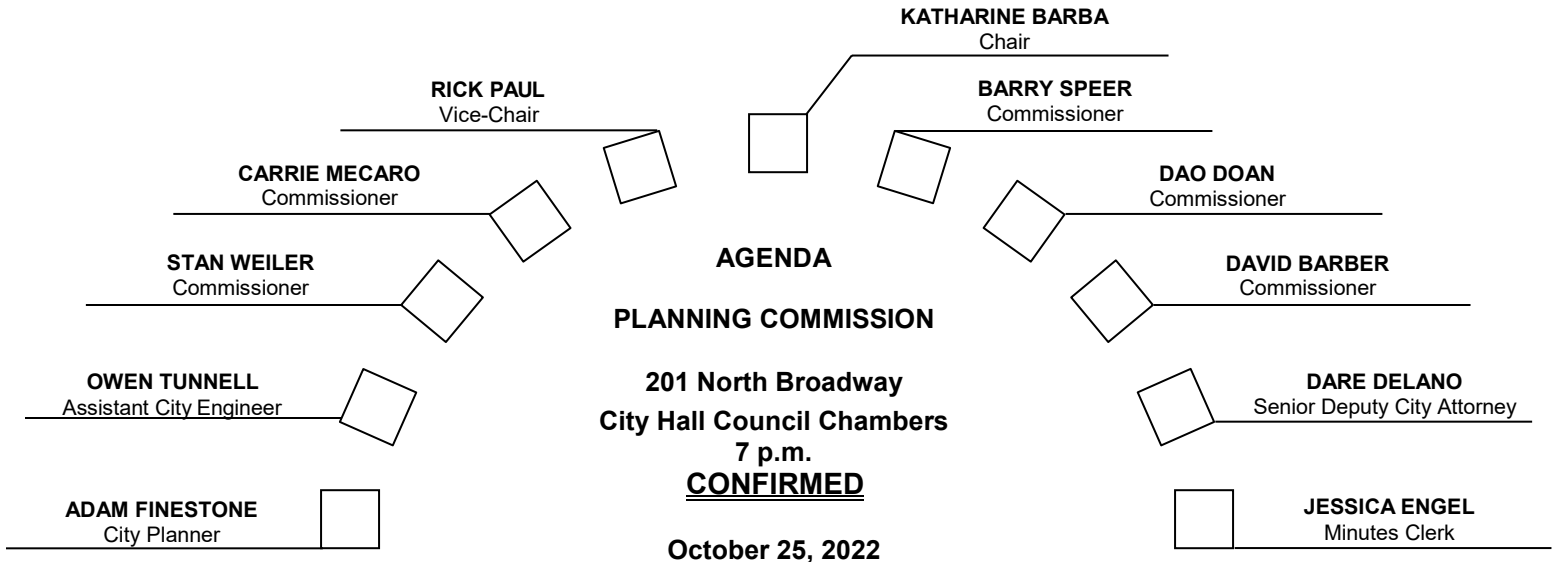 KATHARINE BARBA
Chair
RICK PAUL
Vice-Chair
BARRY SPEER
Commissioner
CARRIE MECARO
Commissioner
DAO DOAN
Commissioner
STAN WEILER
Commissioner
DAVID BARBER
Commissioner
OWEN TUNNELL
Assistant City Engineer
DARE DELANO
Senior Deputy City Attorney
ADAM FINESTONE
City Planner
JESSICA ENGEL
Minutes Clerk
AGENDA
PLANNING COMMISSION
201 North Broadway
City Hall Council Chambers
7 p.m.
CONFIRMED
October 25, 2022